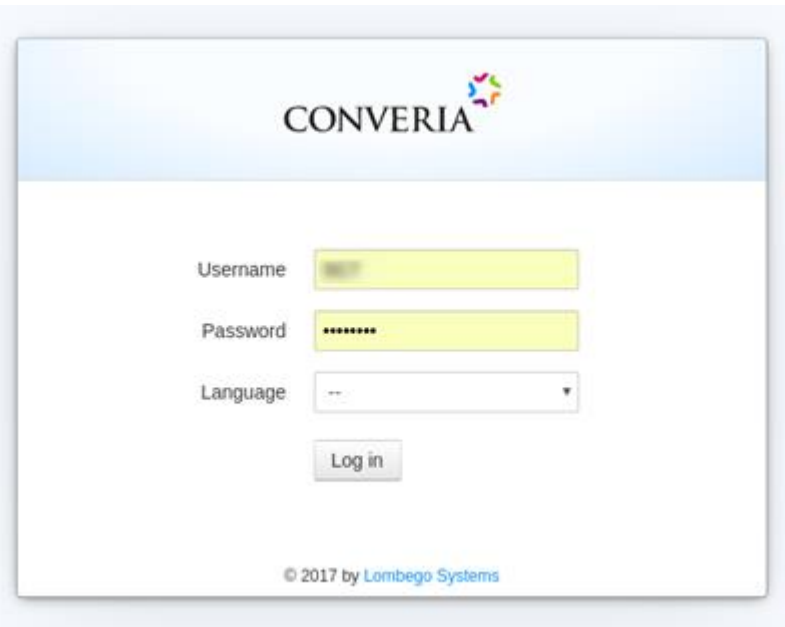 CONVERIA
Username
Password ••••••••
Language --
Log in
© 2017 by Lombego Systems